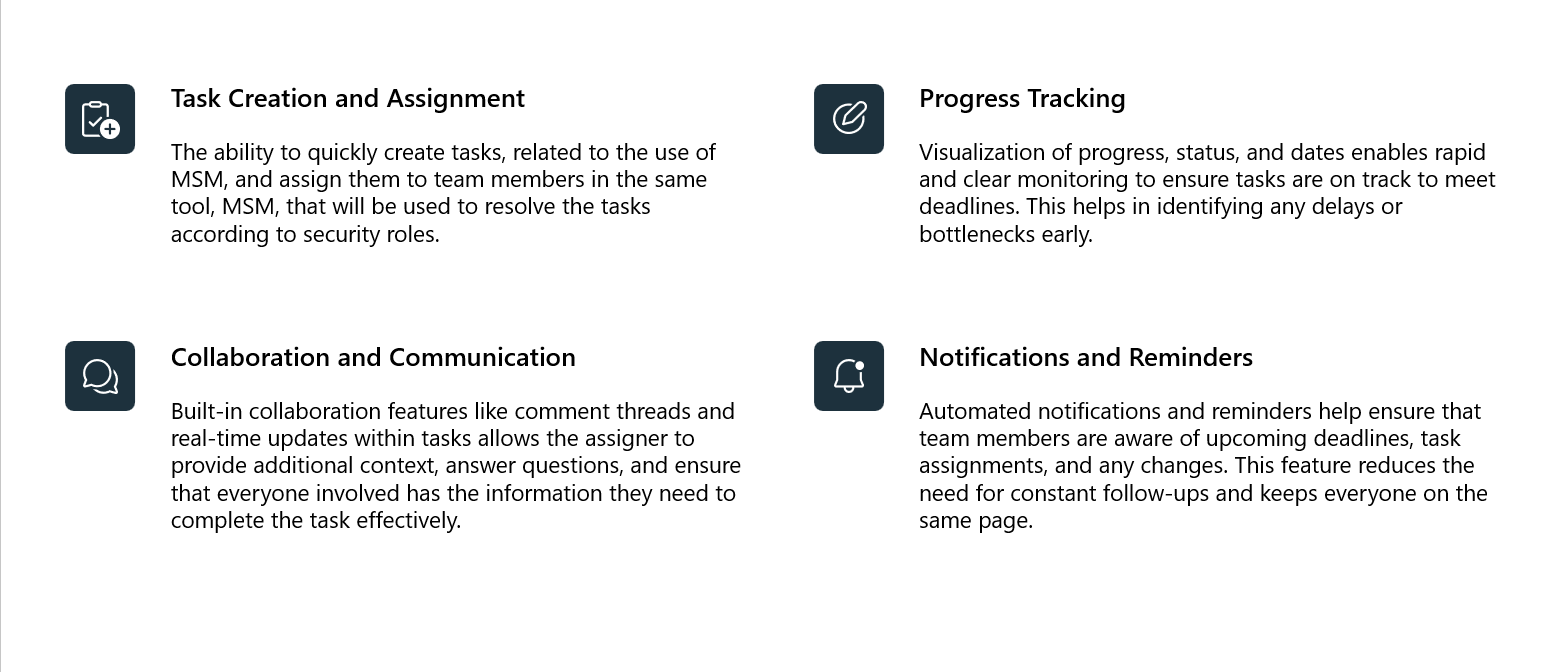 Task Creation and Assignment
The ability to quickly create tasks, related to the use of
MSM, and assign them to team members in the same
tool, MSM, that will be used to resolve the tasks
according to security roles.
Progress Tracking
Visualization of progress, status, and dates enables rapid
and clear monitoring to ensure tasks are on track to meet
deadlines. This helps in identifying any delays or
bottlenecks early.
Collaboration and Communication
Built-in collaboration features like comment threads and
real-time updates within tasks allows the assigner to
provide additional context, answer questions, and ensure
that everyone involved has the information they need to
complete the task effectively.
Notifications and Reminders
Automated notifications and reminders help ensure that
team members are aware of upcoming deadlines, task
assignments, and any changes. This feature reduces the
need for constant follow-ups and keeps everyone on the
same page.